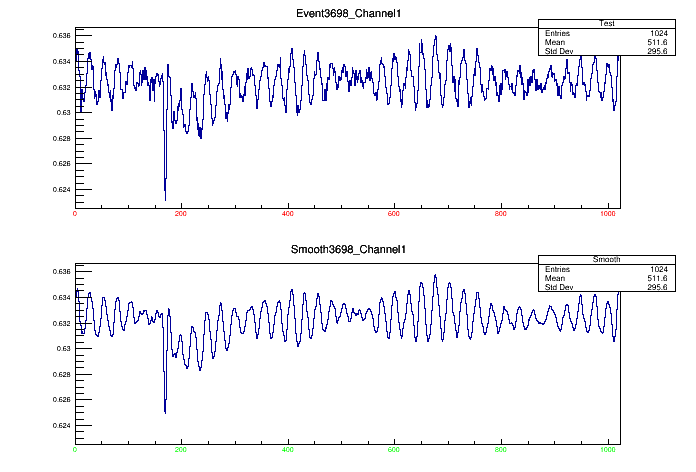 Event3698_Channel1
Test
Entries 1024
Mean 511.6
Std Dev 295.6
0.636
0.634
0.632
0.63
0.628
0.626
0.624
0 200 400 600 800 1000
Smooth3698_Channel1
Smooth
Entries 1024
Mean 511.6
Std Dev 295.6
0.636
0.634
0.632
0.63
0.628
0.626
0.624
0 200 400 600 800 1000